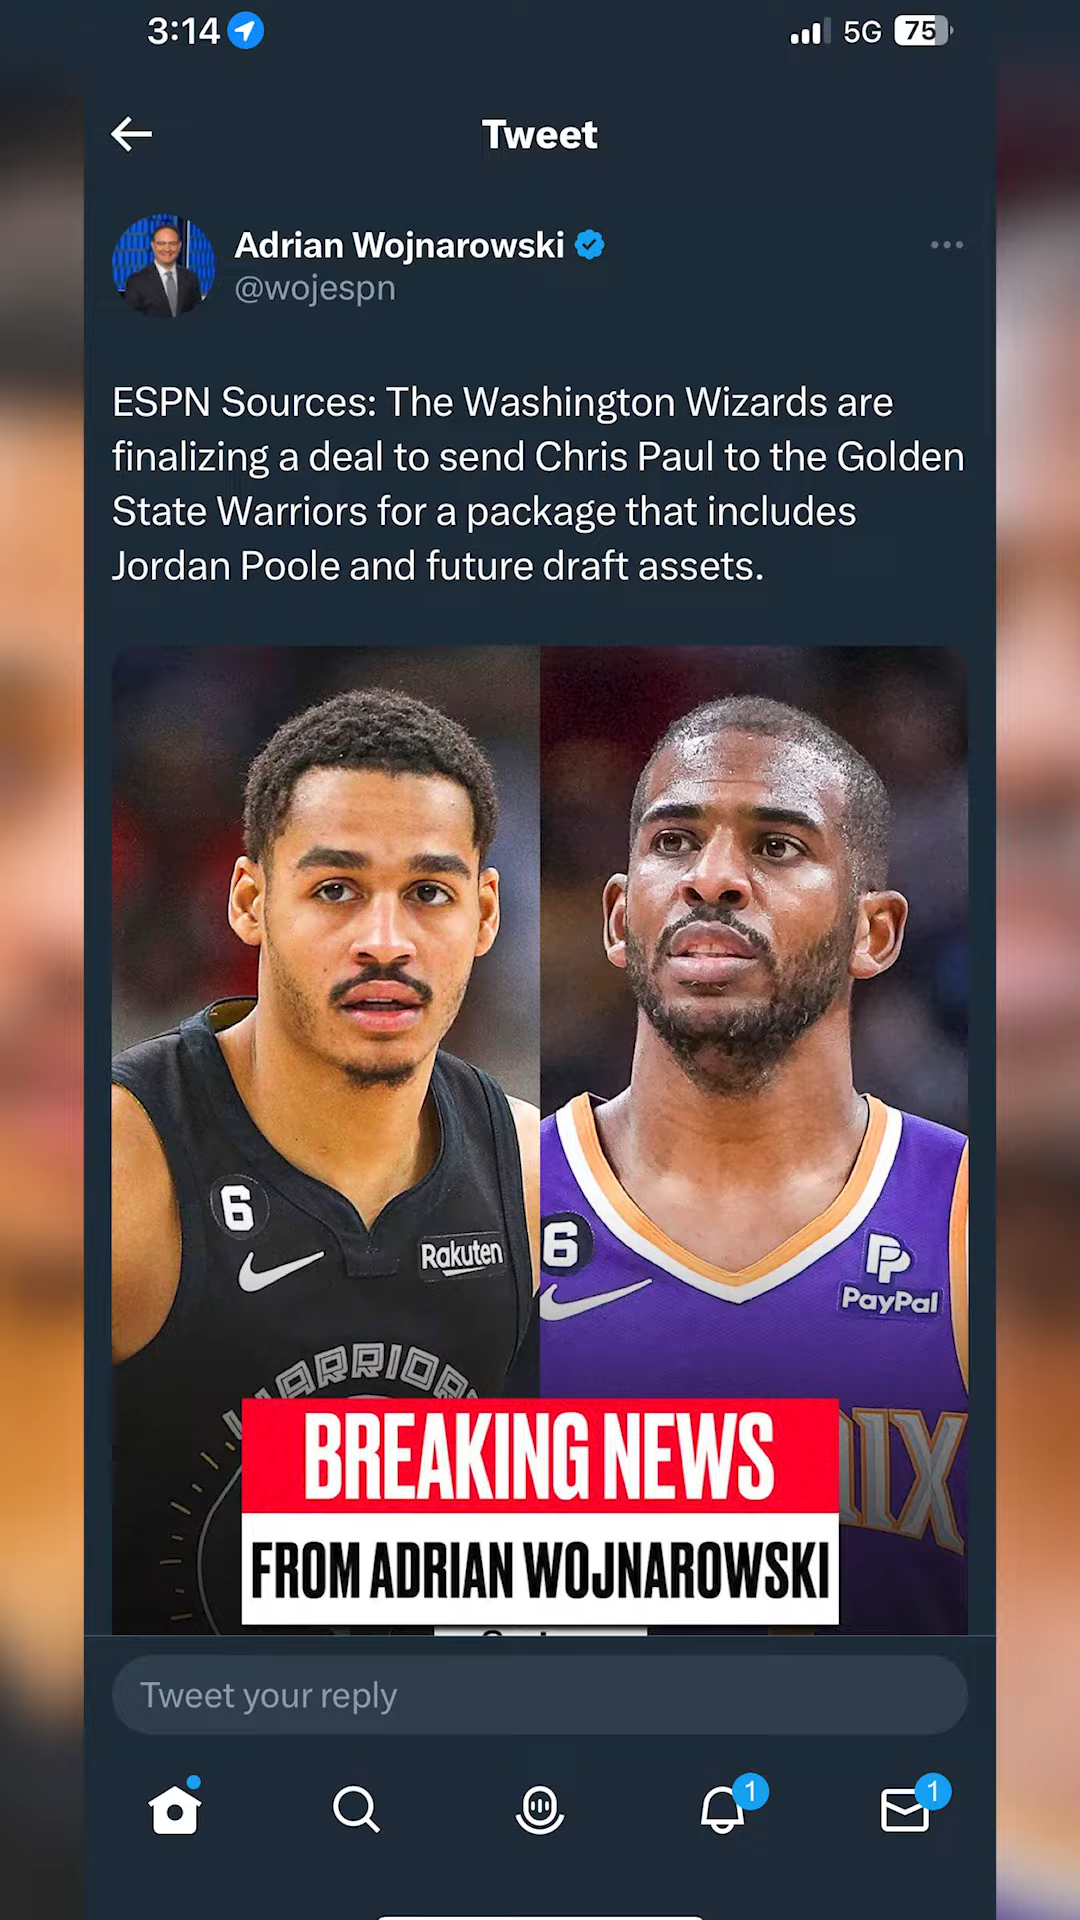 3:14
5G
75
Tweet
Adrian Wojnarowski
@wojespn
ESPN Sources: The Washington Wizards are
finalizing a deal to send Chris Paul to the Golden
State Warriors for a package that includes
Jordan Poole and future draft assets.
6
Rakuten
WARRIORS
6
PayPal
NIX
BREAKING NEWS
FROM ADRIAN WOJNAROWSKI
Tweet your reply
1
1